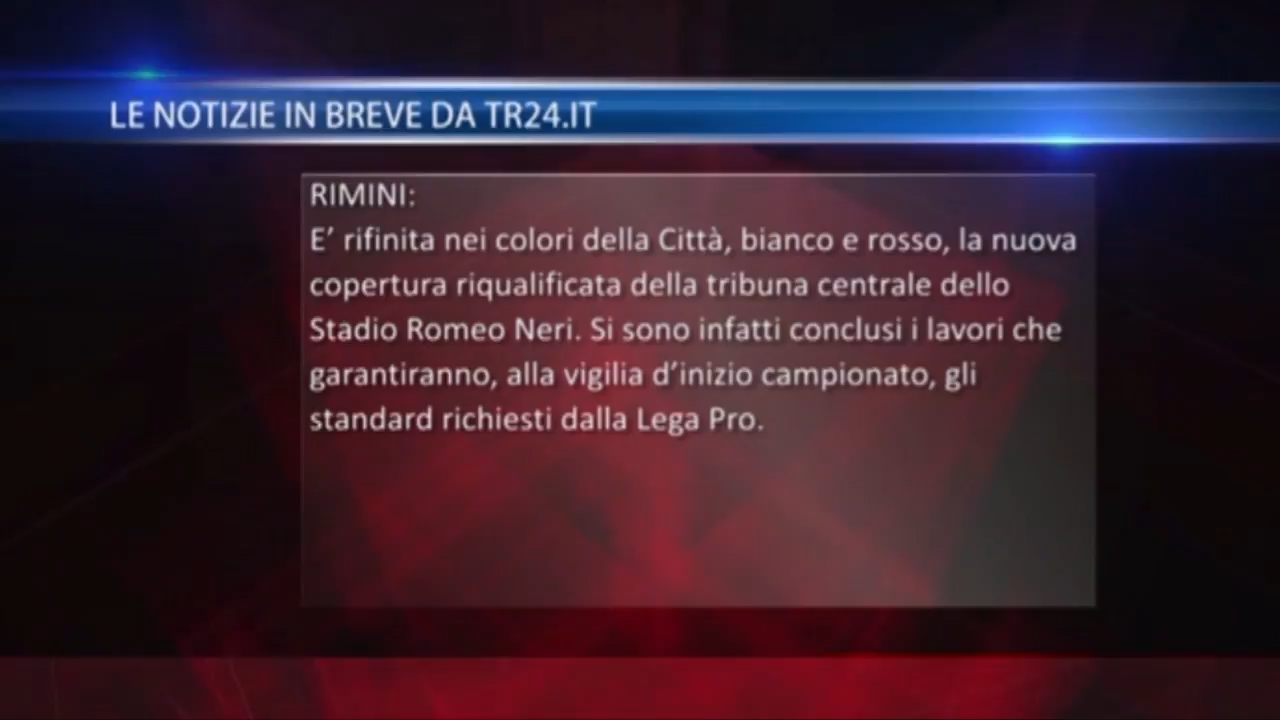 LE NOTIZIE IN BREVE DA TR24.IT
RIMINI:
E’ rifinita nei colori della Città, bianco e rosso, la nuova
copertura riqualificata della tribuna centrale dello
Stadio Romeo Neri. Si sono infatti conclusi i lavori che
garantiranno, alla vigilia d’inizio campionato, gli
standard richiesti dalla Lega Pro.